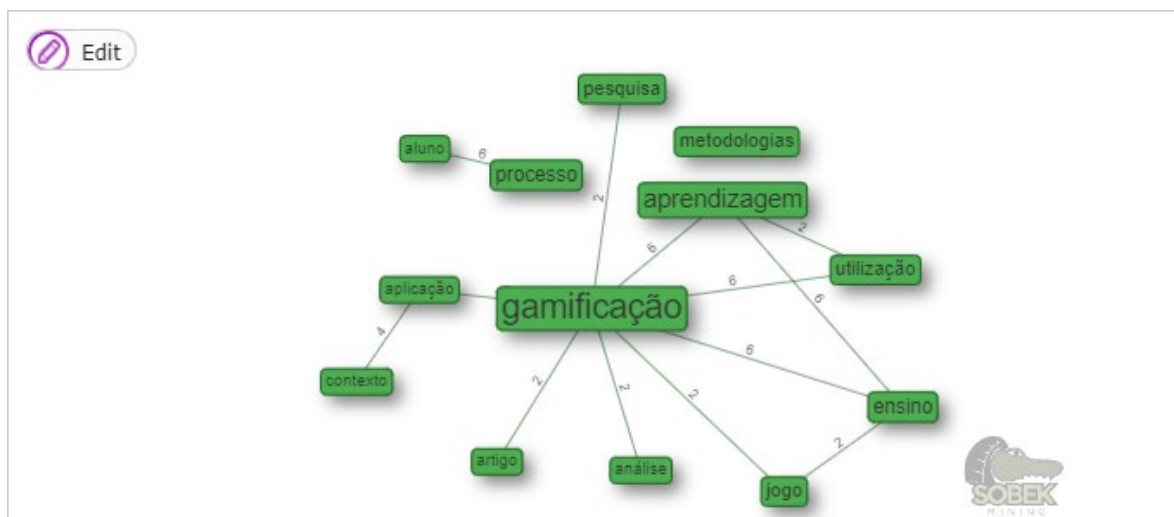 Edit
pesquisa
metodologias
aluno
6
processo
aprendizagem
2
2
6
utilização
aplicação
6
6
gamificação
4
6
contexto
2
2
2
ensino
2
artigo
análise
jogo
SOBEK
MINING